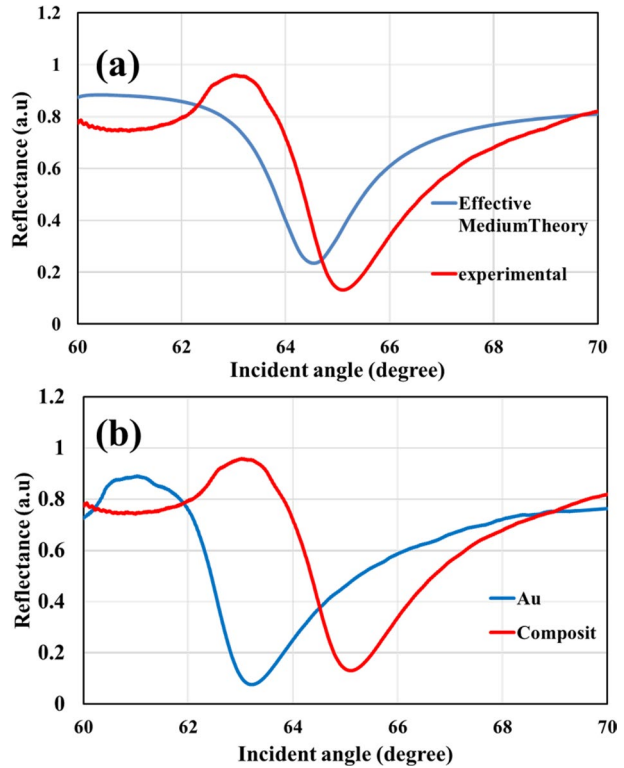 1.2
(a)
1
0.8
0.6
0.4
0.2
0
Reflectance (a.u)
Effective
MediumTheory
experimental
60 62 64 66 68 70
Incident angle (degree)
1.2
(b)
1
0.8
0.6
0.4
0.2
0
Reflectance (a.u)
Au
Composit
60 62 64 66 68 70
Incident angle (degree)